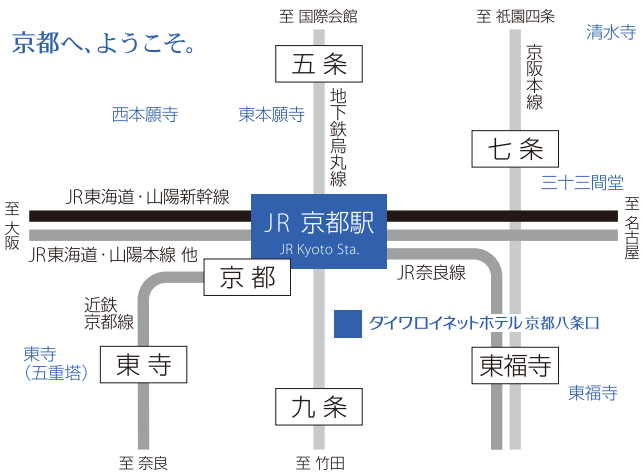 至 国際会館
至 祇園四条
清水寺
京都へ、ようこそ。
五条
京阪本線
地下鉄烏丸線
西本願寺
東本願寺
七条
三十三間堂
JR東海道・山陽新幹線
至 大阪
至 名古屋
JR 京都駅
JR Kyoto Sta.
JR東海道・山陽本線 他
京都
JR奈良線
近鉄
京都線
ダイワロイネットホテル 京都八条口
東寺
（五重塔）
東寺
東福寺
東福寺
九条
至 奈良
至 竹田